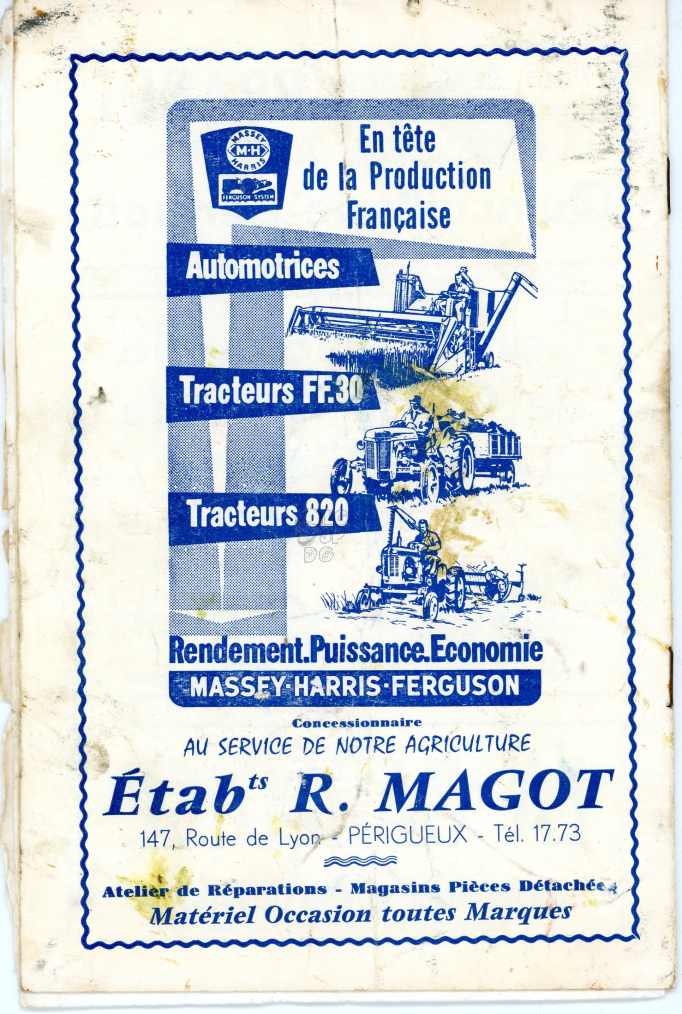 MASSEY
M-H
HARRIS
FERGUSON SYSTEM
En tête
de la Production
Française
Automotrices
Tracteurs FF.30
Tracteurs 820
Rendement.Puissance.Economie
MASSEY-HARRIS-FERGUSON
Concessionnaire
AU SERVICE DE NOTRE AGRICULTURE
Étabts R. MAGOT
147, Route de Lyon - PÉRIGUEUX - Tél. 17.73
Atelier de Réparations - Magasins Pièces Détachées
Matériel Occasion toutes Marques